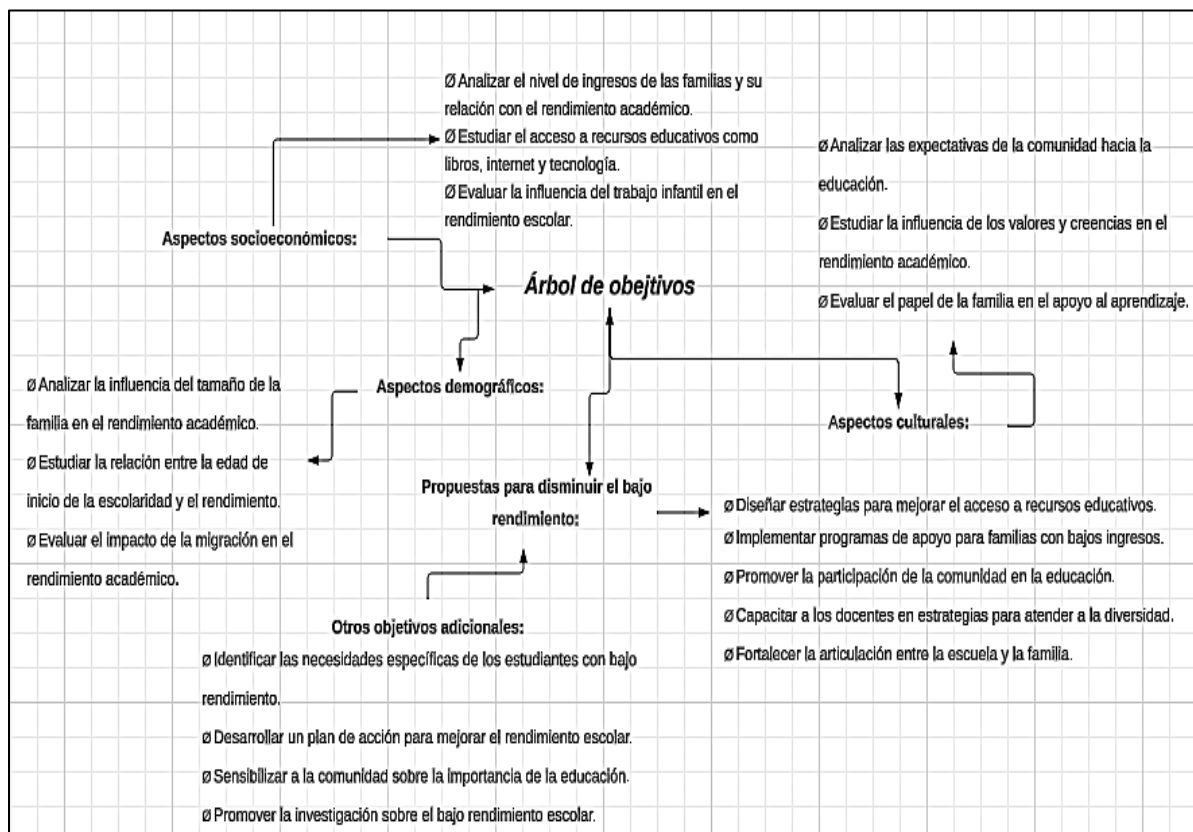 Ø Analizar el nivel de ingresos de las familias y su
relación con el rendimiento académico.
Ø Estudiar el acceso a recursos educativos como
libros, internet y tecnología.
Ø Evaluar la influencia del trabajo infantil en el
rendimiento escolar.
Ø Analizar las expectativas de la comunidad hacia la
educación.
Ø Estudiar la influencia de los valores y creencias en el
rendimiento académico.
Ø Evaluar el papel de la familia en el apoyo al aprendizaje.
Aspectos socioeconómicos:
Árbol de obejtivos
Aspectos demográficos:
Ø Analizar la influencia del tamaño de la
familia en el rendimiento académico.
Ø Estudiar la relación entre la edad de
inicio de la escolaridad y el rendimiento.
Ø Evaluar el impacto de la migración en el
rendimiento académico.
Aspectos culturales:
Propuestas para disminuir el bajo
rendimiento:
Ø Diseñar estrategias para mejorar el acceso a recursos educativos.
Ø Implementar programas de apoyo para familias con bajos ingresos.
Ø Promover la participación de la comunidad en la educación.
Ø Capacitar a los docentes en estrategias para atender a la diversidad.
Ø Fortalecer la articulación entre la escuela y la familia.
Otros objetivos adicionales:
Ø Identificar las necesidades específicas de los estudiantes con bajo
rendimiento.
Ø Desarrollar un plan de acción para mejorar el rendimiento escolar.
Ø Sensibilizar a la comunidad sobre la importancia de la educación.
Ø Promover la investigación sobre el bajo rendimiento escolar.